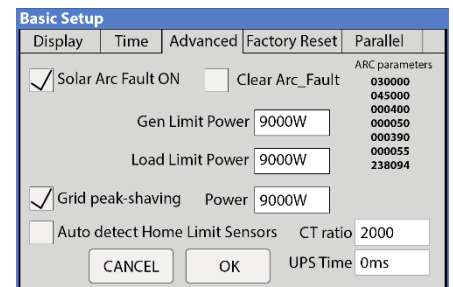 Basic Setup
Display Time Advanced Factory Reset Parallel
ARC parameters
Solar Arc Fault ON Clear Arc_Fault
030000
045000
000400
000050
000390
000055
238094
Gen Limit Power 9000W
Load Limit Power 9000W
Grid peak-shaving Power 9000W
Auto detect Home Limit Sensors CT ratio 2000
CANCEL OK UPS Time 0ms